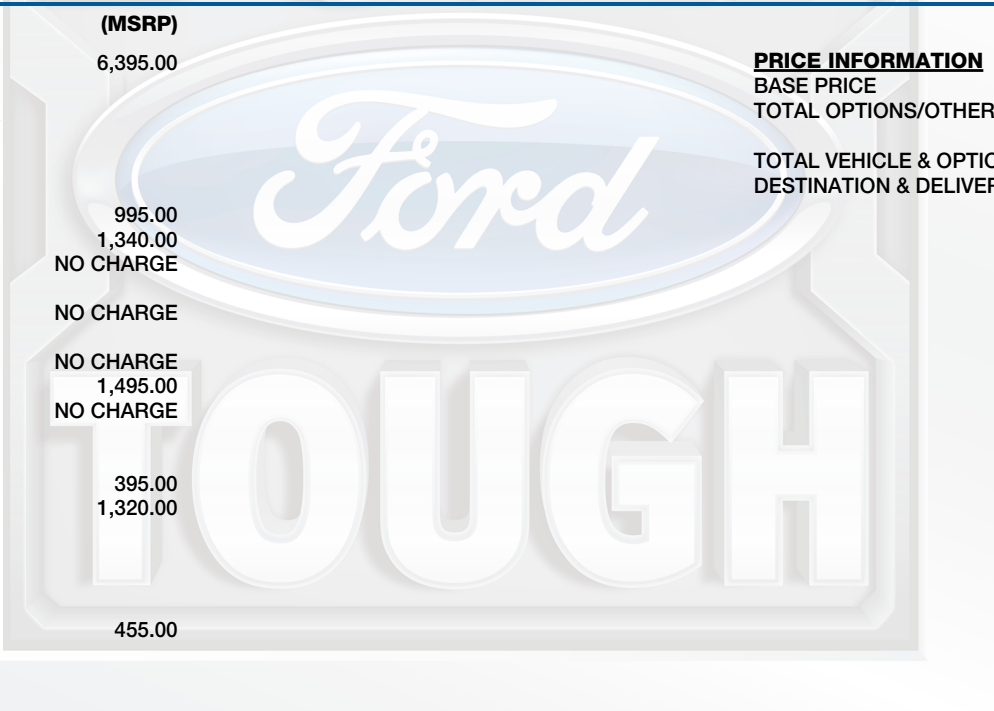 (MSRP)
6,395.00
995.00
1,340.00
NO CHARGE
NO CHARGE
NO CHARGE
1,495.00
NO CHARGE
395.00
1,320.00
455.00
PRICE INFORMATION
BASE PRICE
TOTAL OPTIONS/OTHER
TOTAL VEHICLE & OPTIO
DESTINATION & DELIVER
Ford
TOUGH